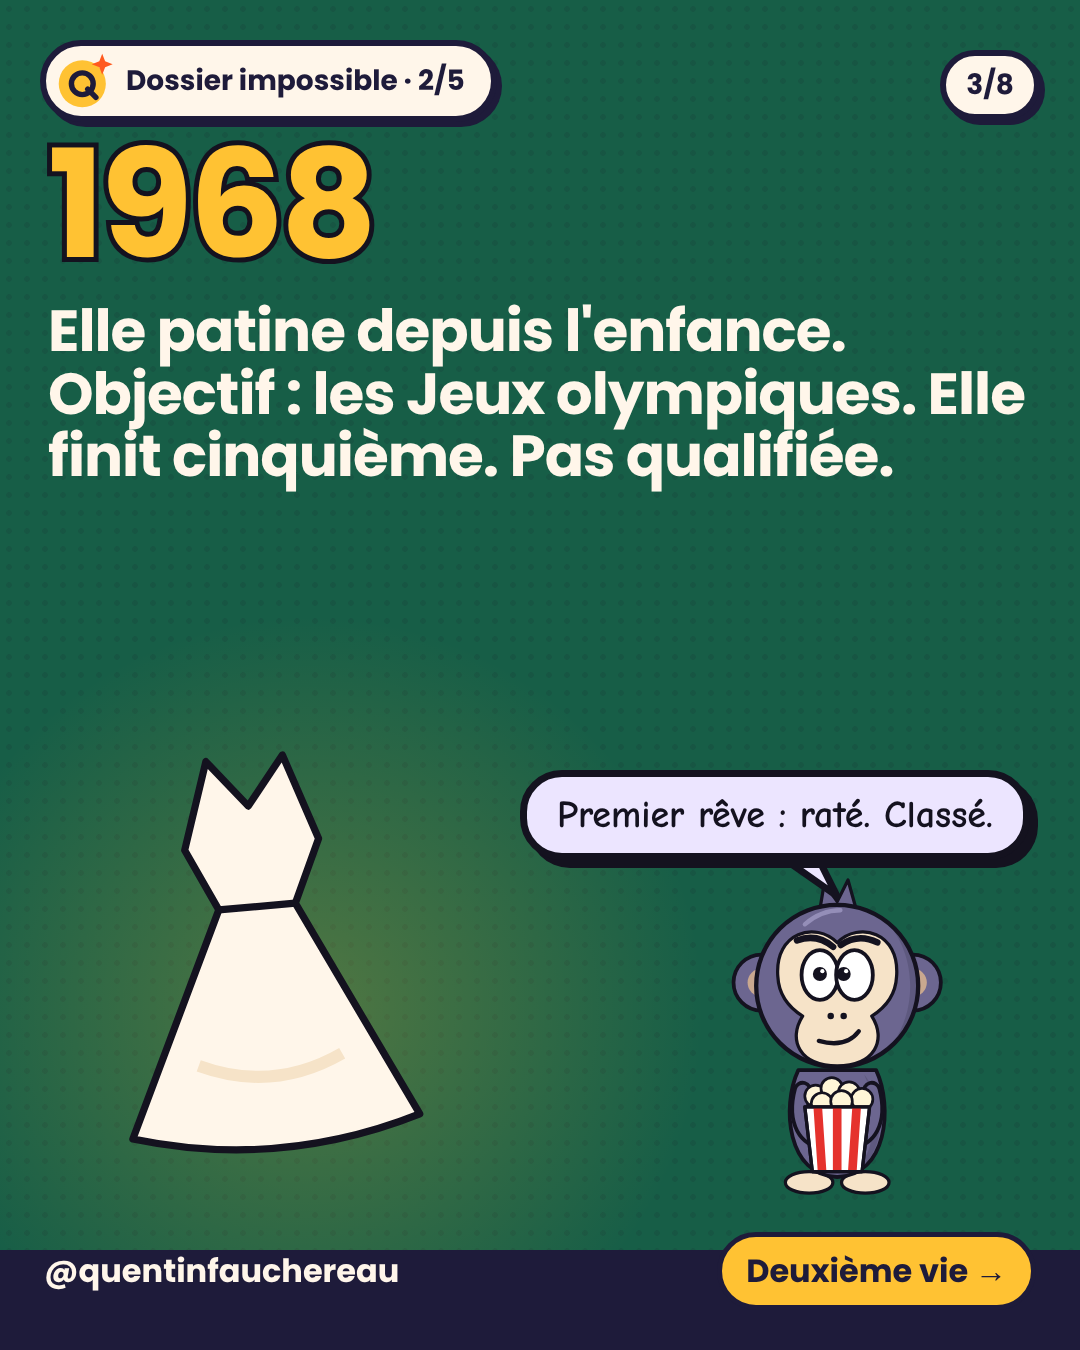 Q
Dossier impossible · 2/5
3/8
1968
Elle patine depuis l'enfance.
Objectif : les Jeux olympiques. Elle
finit cinquième. Pas qualifiée.
Premier rêve : raté. Classé.
@quentinfauchereau
Deuxième vie →